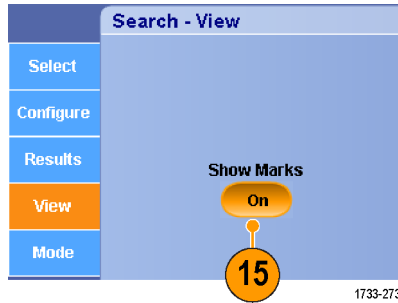 Search - View
Select
Configure
Results
View
Mode
Show Marks
On
15
1733-273